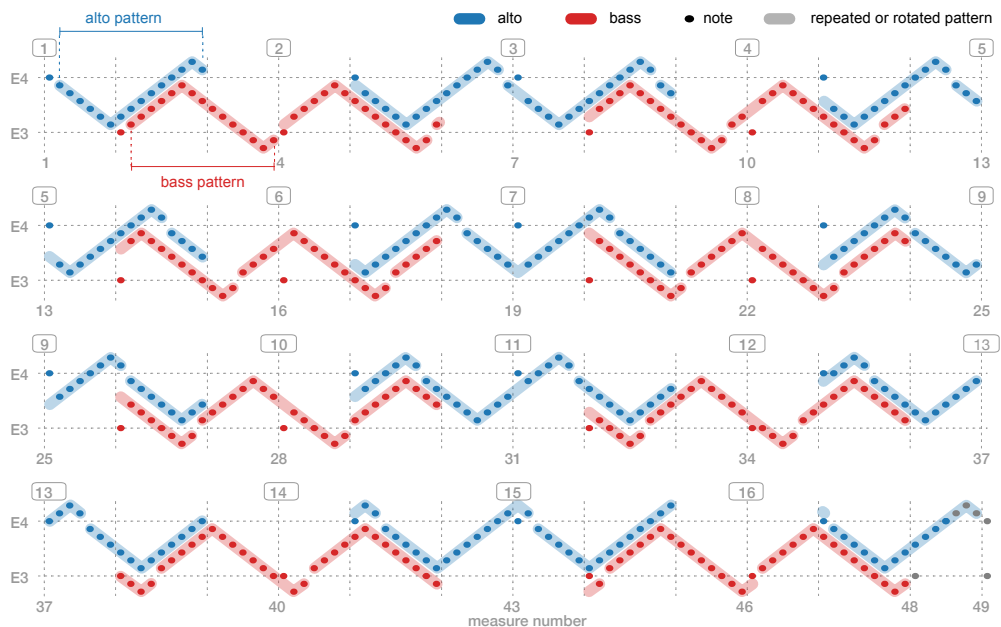 alto pattern
alto bass note repeated or rotated pattern
1 2 3 4 5
E4
E3
1 4 7 10 13
bass pattern
5 6 7 8 9
E4
E3
13 16 19 22 25
9 10 11 12 13
E4
E3
25 28 31 34 37
13 14 15 16
E4
E3
37 40 43 46 48 49
measure number